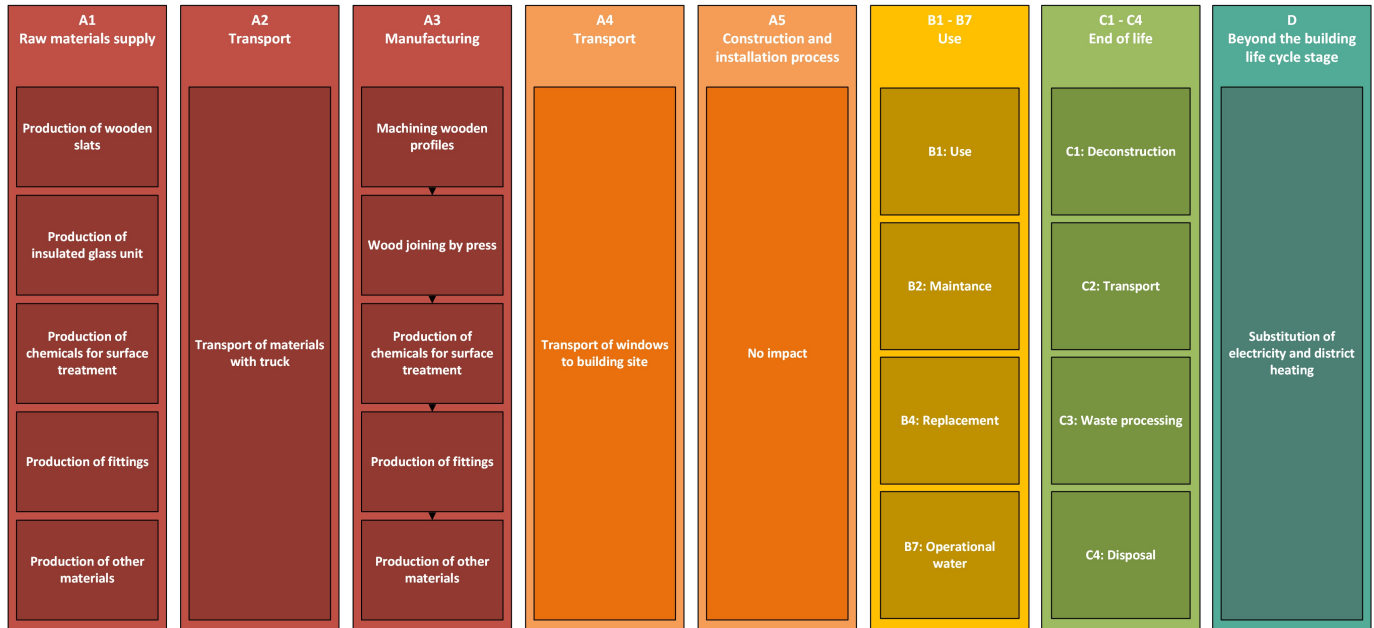 A1
Raw materials supply
Production of wooden
slats
Production of
insulated glass unit
Production of
chemicals for surface
treatment
Production of fittings
Production of other
materials
A2
Transport
Transport of materials
with truck
A3
Manufacturing
Machining wooden
profiles
Wood joining by press
Production of
chemicals for surface
treatment
Production of fittings
Production of other
materials
A4
Transport
Transport of windows
to building site
A5
Construction and
installation process
No impact
B1 - B7
Use
B1: Use
B2: Maintance
B4: Replacement
B7: Operational
water
C1 - C4
End of life
C1: Deconstruction
C2: Transport
C3: Waste processing
C4: Disposal
D
Beyond the building
life cycle stage
Substitution of
electricity and district
heating